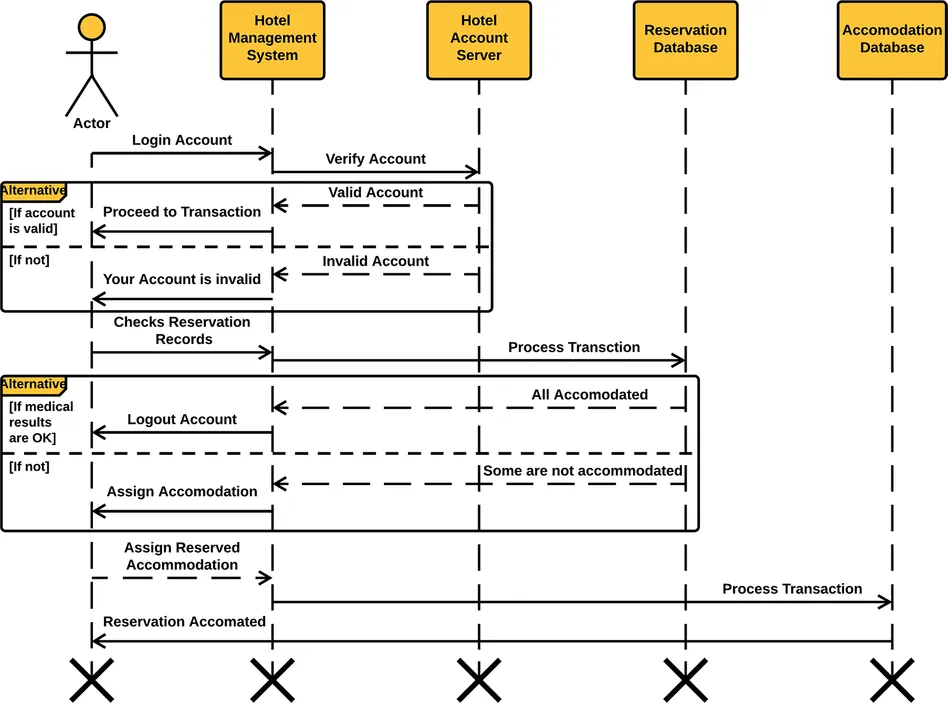 Hotel
Management
System
Hotel
Account
Server
Reservation
Database
Accomodation
Database
Actor
Login Account
Verify Account
Alternative
Valid Account
[If account
is valid]
Proceed to Transaction
[If not]
Invalid Account
Your Account is invalid
Checks Reservation
Records
Process Transction
Alternative
[If medical
results
are OK]
All Accomodated
Logout Account
[If not]
Some are not accommodated
Assign Accomodation
Assign Reserved
Accommodation
Process Transaction
Reservation Accomated